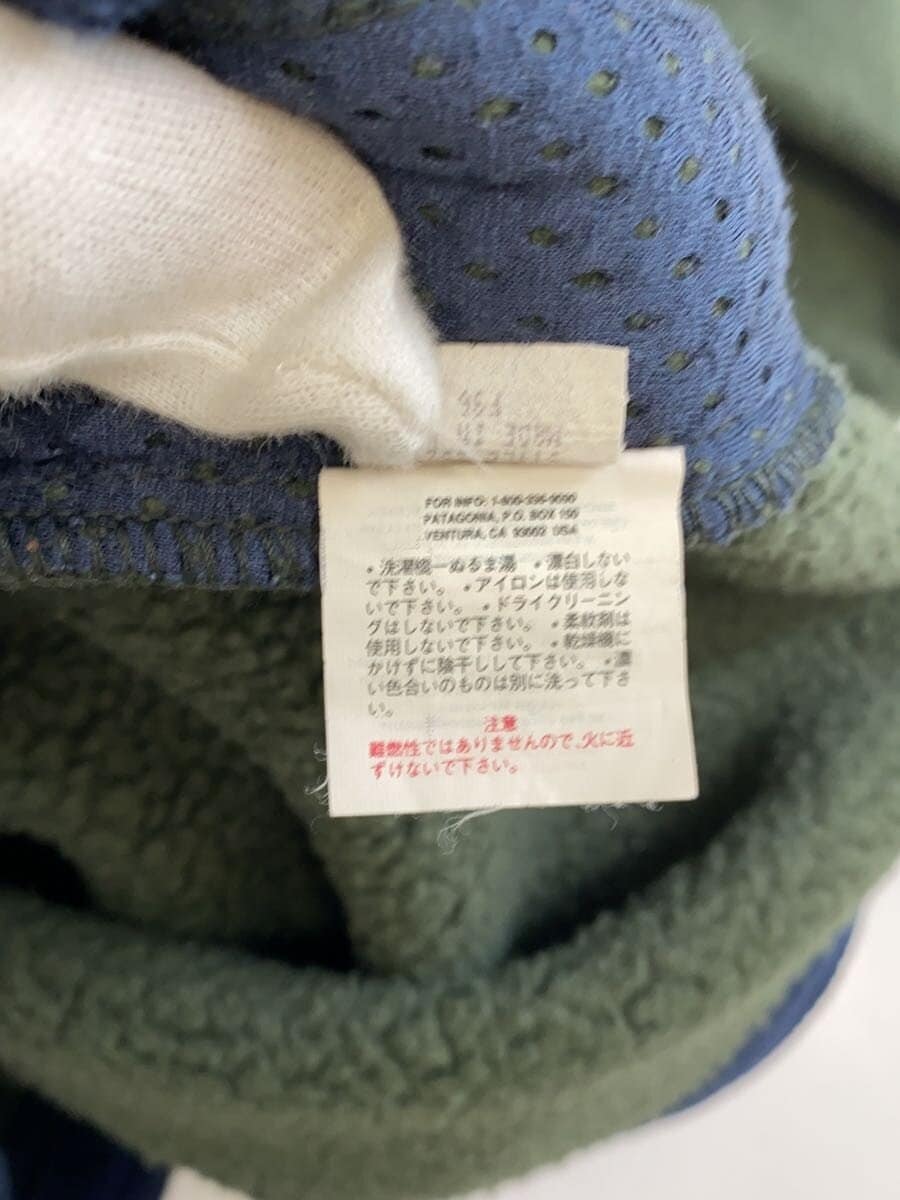 F96
MADE IN
FOR INFO: 1-800-336-9090
PATAGONIA, P.O. BOX 150
VENTURA, CA 93002 USA
・洗濯機―ぬるま湯 ・漂白しない
で下さい。 ・アイロンは使用しな
いで下さい。 ・ドライクリーニン
グはしないで下さい。 ・柔軟剤は
使用しないで下さい。 ・乾燥機に
かけずに陰干しして下さい。 ・濃
い色合いのものは別に洗って下さ
い。
注意
難燃性ではありませんので、火に近
ずけないで下さい。